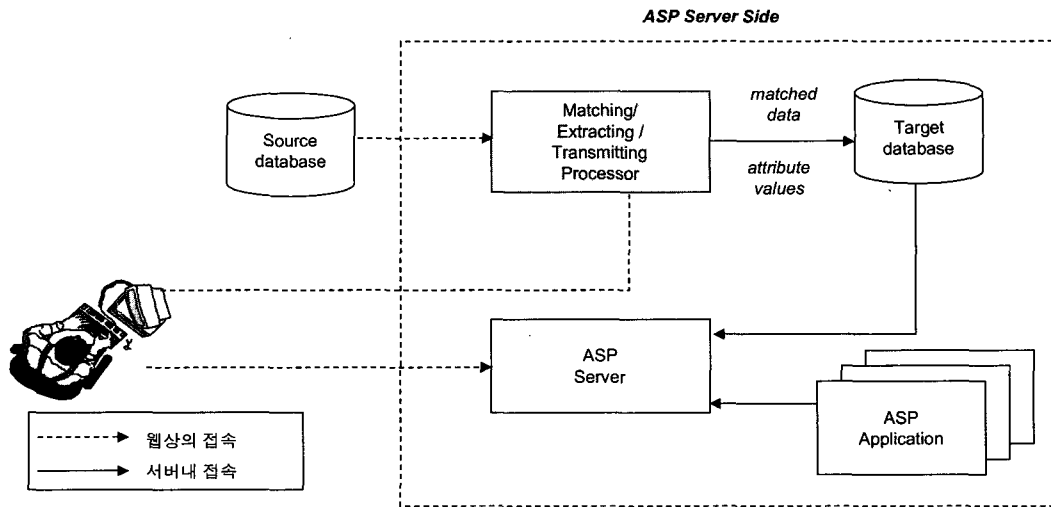 ASP Server Side
Source
database
Matching/
Extracting /
Transmitting
Processor
matched
data
attribute
values
Target
database
ASP
Server
ASP
Application
웹상의 접속
서버내 접속